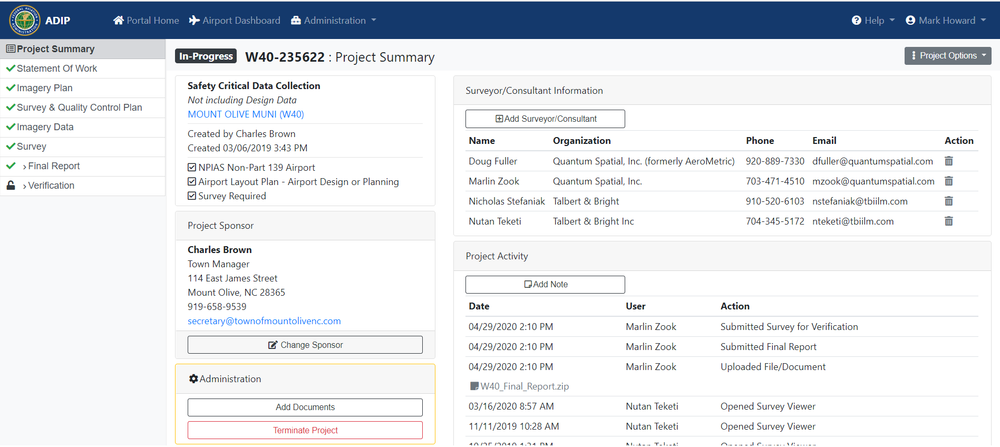 ADIP
Portal Home
Airport Dashboard
Administration
Help
Mark Howard
Project Summary
Statement Of Work
Imagery Plan
Survey & Quality Control Plan
Imagery Data
Survey
Final Report
Verification
In-Progress W40-235622 : Project Summary
Project Options
Safety Critical Data Collection
Not including Design Data
MOUNT OLIVE MUNI (W40)
Created by Charles Brown
Created 03/06/2019 3:43 PM
NPIAS Non-Part 139 Airport
Airport Layout Plan - Airport Design or Planning
Survey Required
Project Sponsor
Charles Brown
Town Manager
114 East James Street
Mount Olive, NC 28365
919-658-9539
secretary@townofmountolivenc.com
Change Sponsor
Administration
Add Documents
Terminate Project
Surveyor/Consultant Information
Add Surveyor/Consultant
Name Organization Phone Email Action
Doug Fuller Quantum Spatial, Inc. (formerly AeroMetric) 920-889-7330 dfuller@quantumspatial.com
Marlin Zook Quantum Spatial, Inc. 703-471-4510 mzook@quantumspatial.com
Nicholas Stefaniak Talbert & Bright 910-520-6103 nstefaniak@tbiilm.com
Nutan Teketi Talbert & Bright Inc 704-345-5172 nteketi@tbiilm.com
Project Activity
Add Note
Date User Action
04/29/2020 2:10 PM Marlin Zook Submitted Survey for Verification
04/29/2020 2:10 PM Marlin Zook Submitted Final Report
04/29/2020 2:10 PM Marlin Zook Uploaded File/Document
W40_Final_Report.zip
03/16/2020 8:57 AM Nutan Teketi Opened Survey Viewer
11/11/2019 10:28 AM Nutan Teketi Opened Survey Viewer